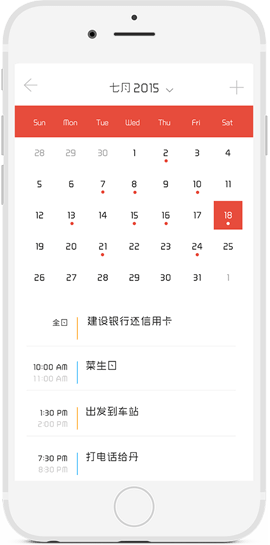 七月 2015
Sun Mon Tue Wed Thu Fri Sat
28 29 30 1 2 3 4
5 6 7 8 9 10 11
12 13 14 15 16 17 18
19 20 21 22 23 24 25
26 27 28 29 30 31 1
全日 建设银行还信用卡
10:00 AM 菜生日
11:00 AM
1:30 PM 出发到车站
2:00 PM
7:30 PM 打电话给丹
8:30 PM